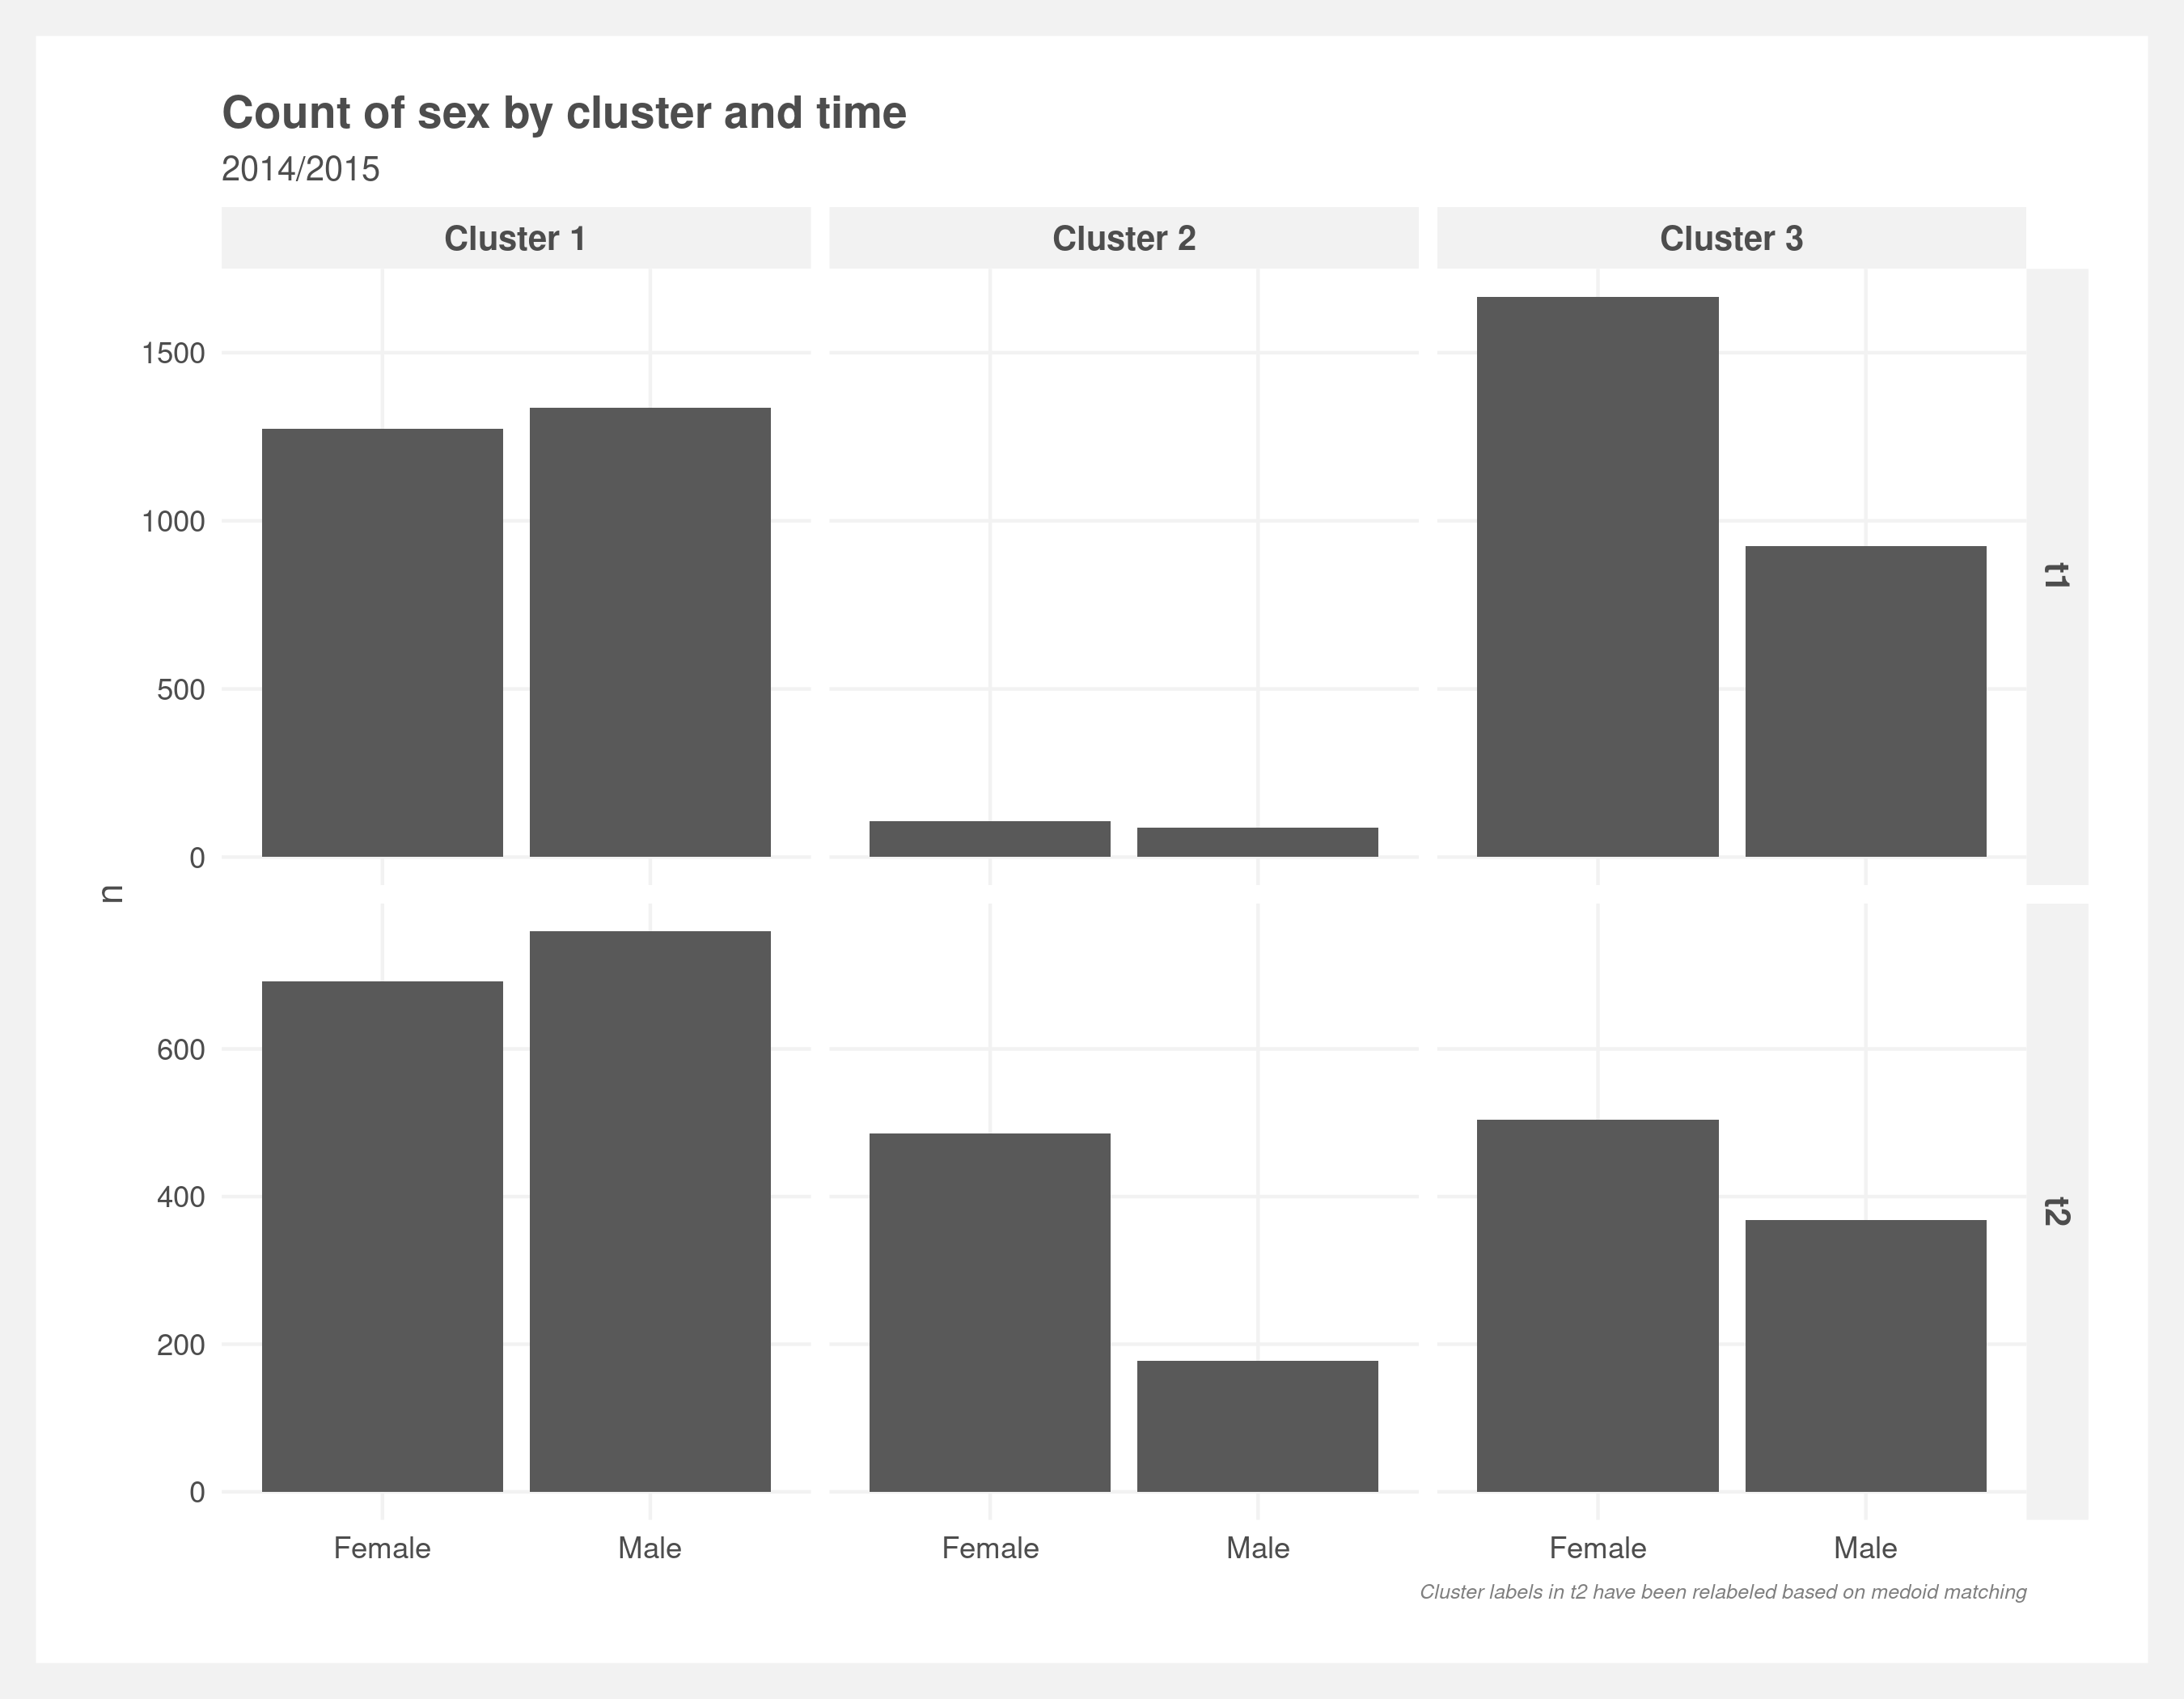 Count of sex by cluster and time
2014/2015
Cluster 1 Cluster 2 Cluster 3
1500
1000
500
0
t1
n
600
400
200
0
t2
Female Male Female Male Female Male
Cluster labels in t2 have been relabeled based on medoid matching